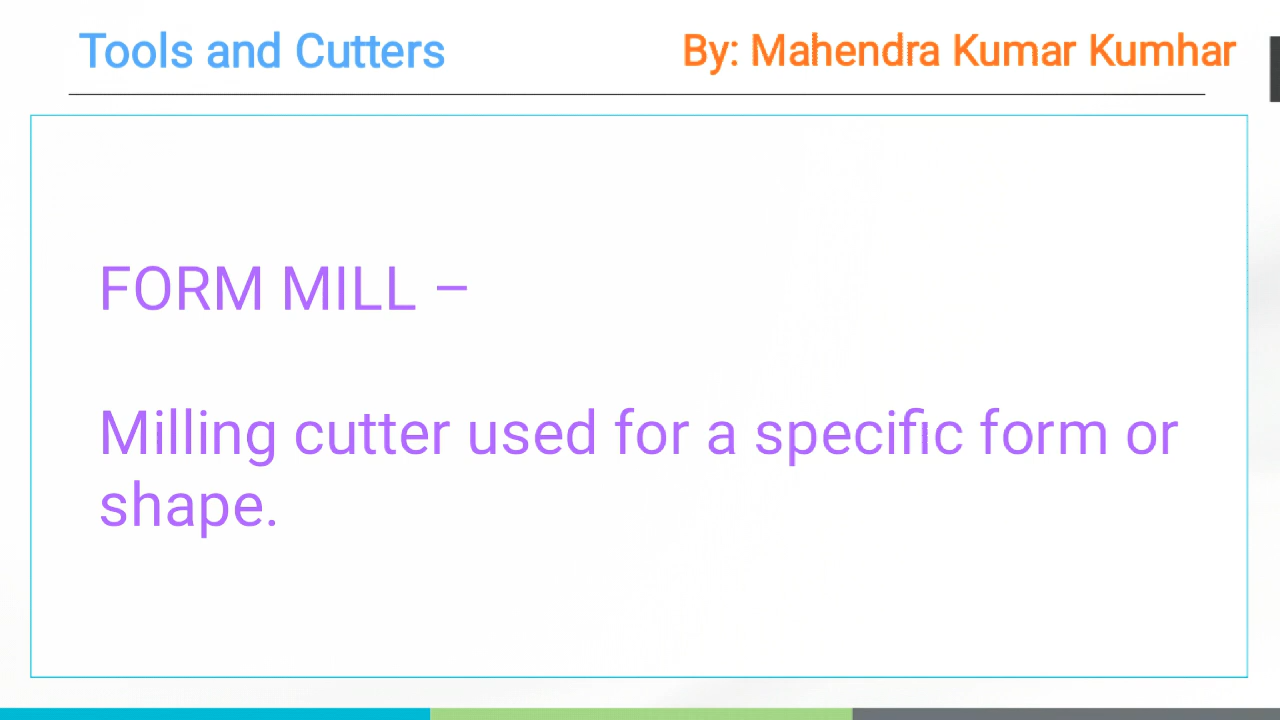 Tools and Cutters
By: Mahendra Kumar Kumhar
FORM MILL –
Milling cutter used for a specific form or
shape.